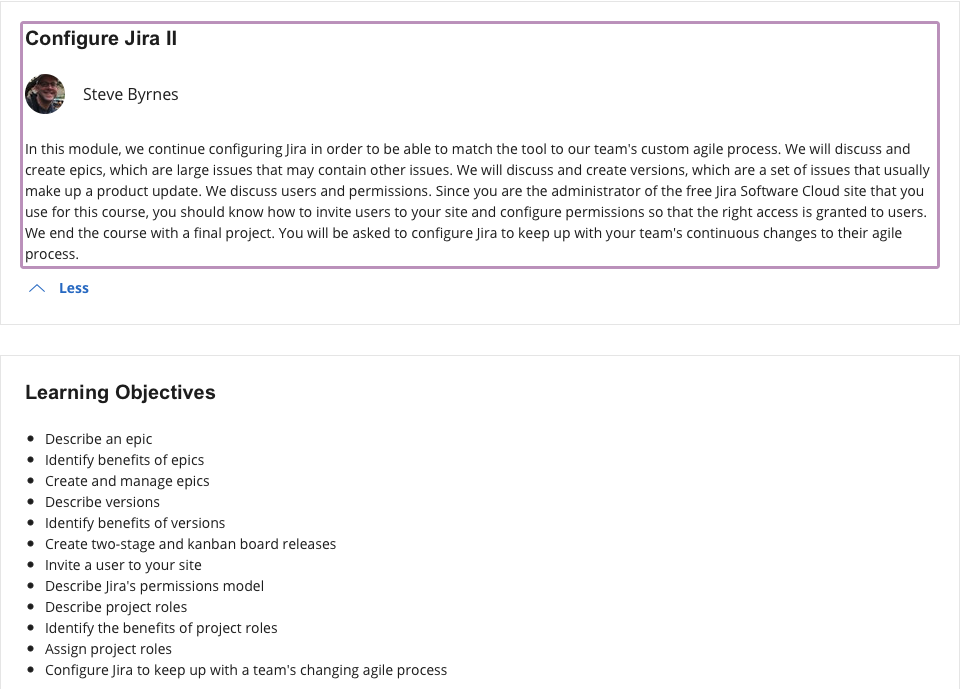 Configure Jira II
Steve Byrnes
In this module, we continue configuring Jira in order to be able to match the tool to our team's custom agile process. We will discuss and
create epics, which are large issues that may contain other issues. We will discuss and create versions, which are a set of issues that usually
make up a product update. We discuss users and permissions. Since you are the administrator of the free Jira Software Cloud site that you
use for this course, you should know how to invite users to your site and configure permissions so that the right access is granted to users.
We end the course with a final project. You will be asked to configure Jira to keep up with your team's continuous changes to their agile
process.
Less
Learning Objectives
Describe an epic
Identify benefits of epics
Create and manage epics
Describe versions
Identify benefits of versions
Create two-stage and kanban board releases
Invite a user to your site
Describe Jira's permissions model
Describe project roles
Identify the benefits of project roles
Assign project roles
Configure Jira to keep up with a team's changing agile process